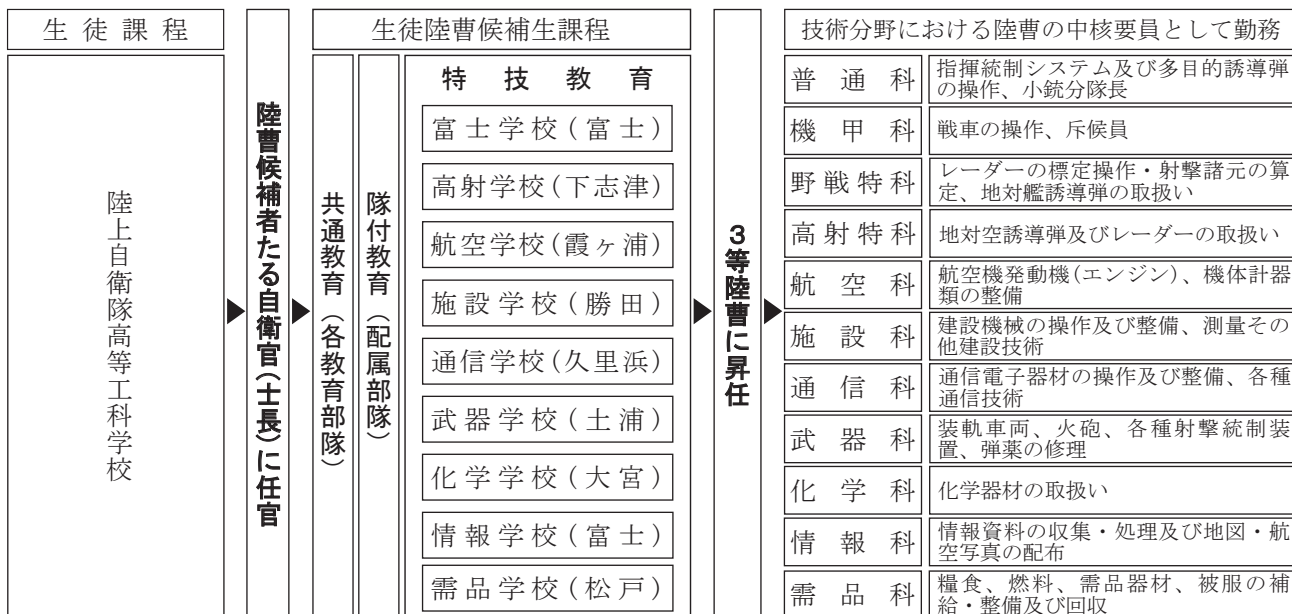 生徒課程
陸上自衛隊高等工科学校
陸曹候補者たる自衛官(士長)に任官
生徒陸曹候補生課程
共通教育(各教育部隊)
隊付教育(配属部隊)
特技教育
富士学校(富士)
高射学校(下志津)
航空学校(霞ヶ浦)
施設学校(勝田)
通信学校(久里浜)
武器学校(土浦)
化学学校(大宮)
情報学校(富士)
需品学校(松戸)
3等陸曹に昇任
技術分野における陸曹の中核要員として勤務
普通科
指揮統制システム及び多目的誘導弾
の操作、小銃分隊長
機甲科
戦車の操作、斥候員
野戦特科
レーダーの標定操作・射撃諸元の算
定、地対艦誘導弾の取扱い
高射特科
地対空誘導弾及びレーダーの取扱い
航空科
航空機発動機(エンジン)、機体計器
類の整備
施設科
建設機械の操作及び整備、測量その
他建設技術
通信科
通信電子器材の操作及び整備、各種
通信技術
武器科
装軌車両、火砲、各種射撃統制装
置、弾薬の修理
化学科
化学器材の取扱い
情報科
情報資料の収集・処理及び地図・航
空写真の配布
需品科
糧食、燃料、需品器材、被服の補
給・整備及び回収